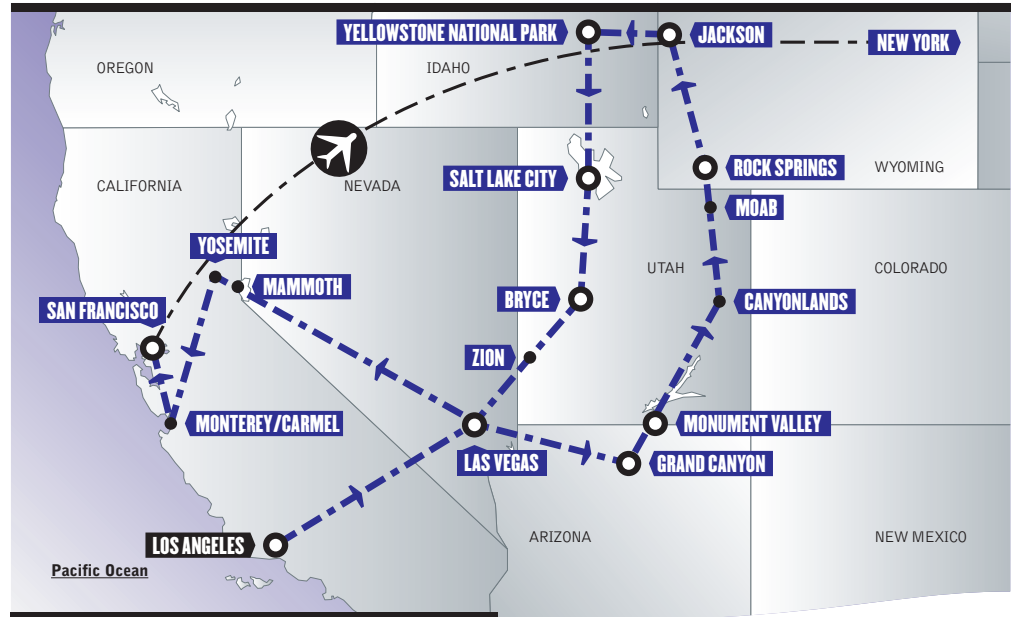 YELLOWSTONE NATIONAL PARK
JACKSON
NEW YORK
OREGON
IDAHO
CALIFORNIA
NEVADA
SALT LAKE CITY
ROCK SPRINGS
WYOMING
MOAB
YOSEMITE
MAMMOTH
UTAH
COLORADO
SAN FRANCISCO
BRYCE
CANYONLANDS
ZION
MONTEREY/CARMEL
MONUMENT VALLEY
LAS VEGAS
GRAND CANYON
LOS ANGELES
ARIZONA
NEW MEXICO
Pacific Ocean